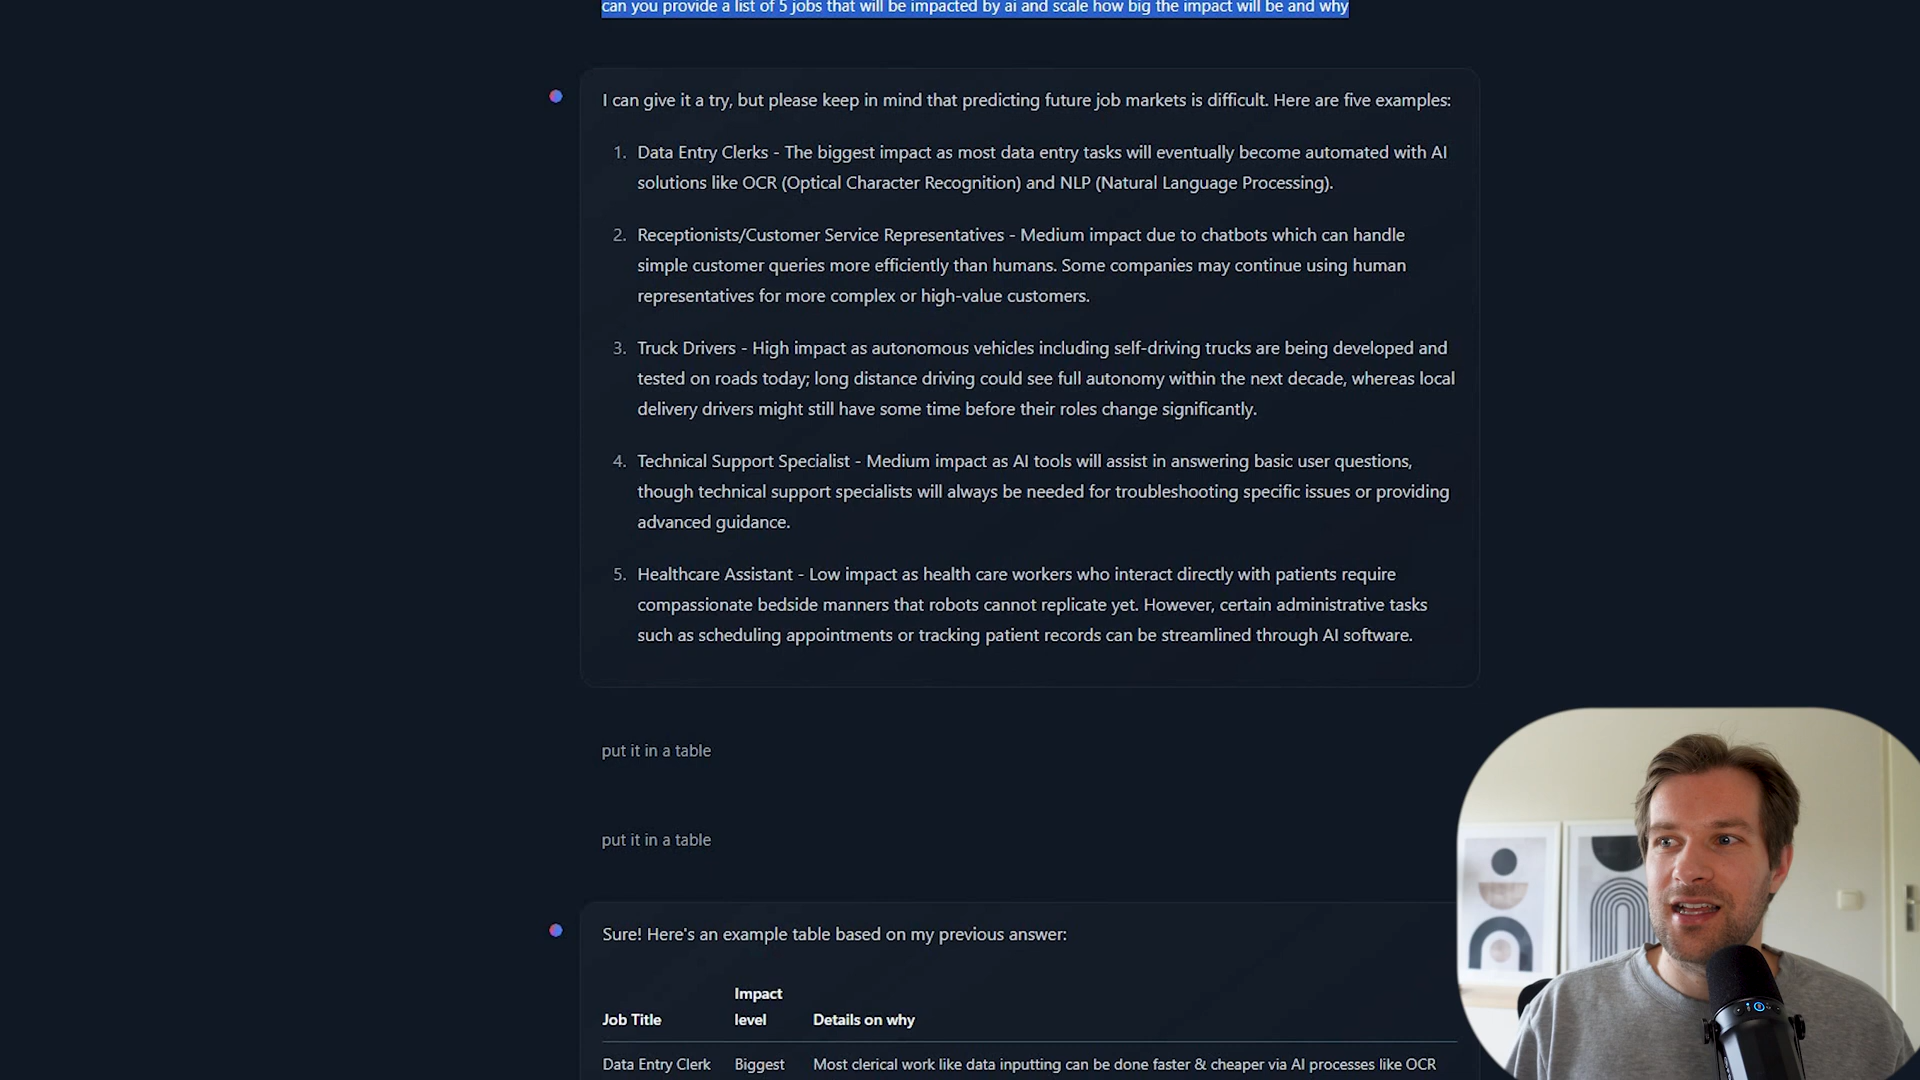 can you provide a list of 5 jobs that will be impacted by ai and scale how big the impact will be and why
I can give it a try, but please keep in mind that predicting future job markets is difficult. Here are five examples:
1. Data Entry Clerks - The biggest impact as most data entry tasks will eventually become automated with AI
solutions like OCR (Optical Character Recognition) and NLP (Natural Language Processing).
2. Receptionists/Customer Service Representatives - Medium impact due to chatbots which can handle
simple customer queries more efficiently than humans. Some companies may continue using human
representatives for more complex or high-value customers.
3. Truck Drivers - High impact as autonomous vehicles including self-driving trucks are being developed and
tested on roads today; long distance driving could see full autonomy within the next decade, whereas local
delivery drivers might still have some time before their roles change significantly.
4. Technical Support Specialist - Medium impact as AI tools will assist in answering basic user questions,
though technical support specialists will always be needed for troubleshooting specific issues or providing
advanced guidance.
5. Healthcare Assistant - Low impact as health care workers who interact directly with patients require
compassionate bedside manners that robots cannot replicate yet. However, certain administrative tasks
such as scheduling appointments or tracking patient records can be streamlined through AI software.
put it in a table
put it in a table
Sure! Here's an example table based on my previous answer:
Impact
Job Title level Details on why
Data Entry Clerk Biggest Most clerical work like data inputting can be done faster & cheaper via AI processes like OCR